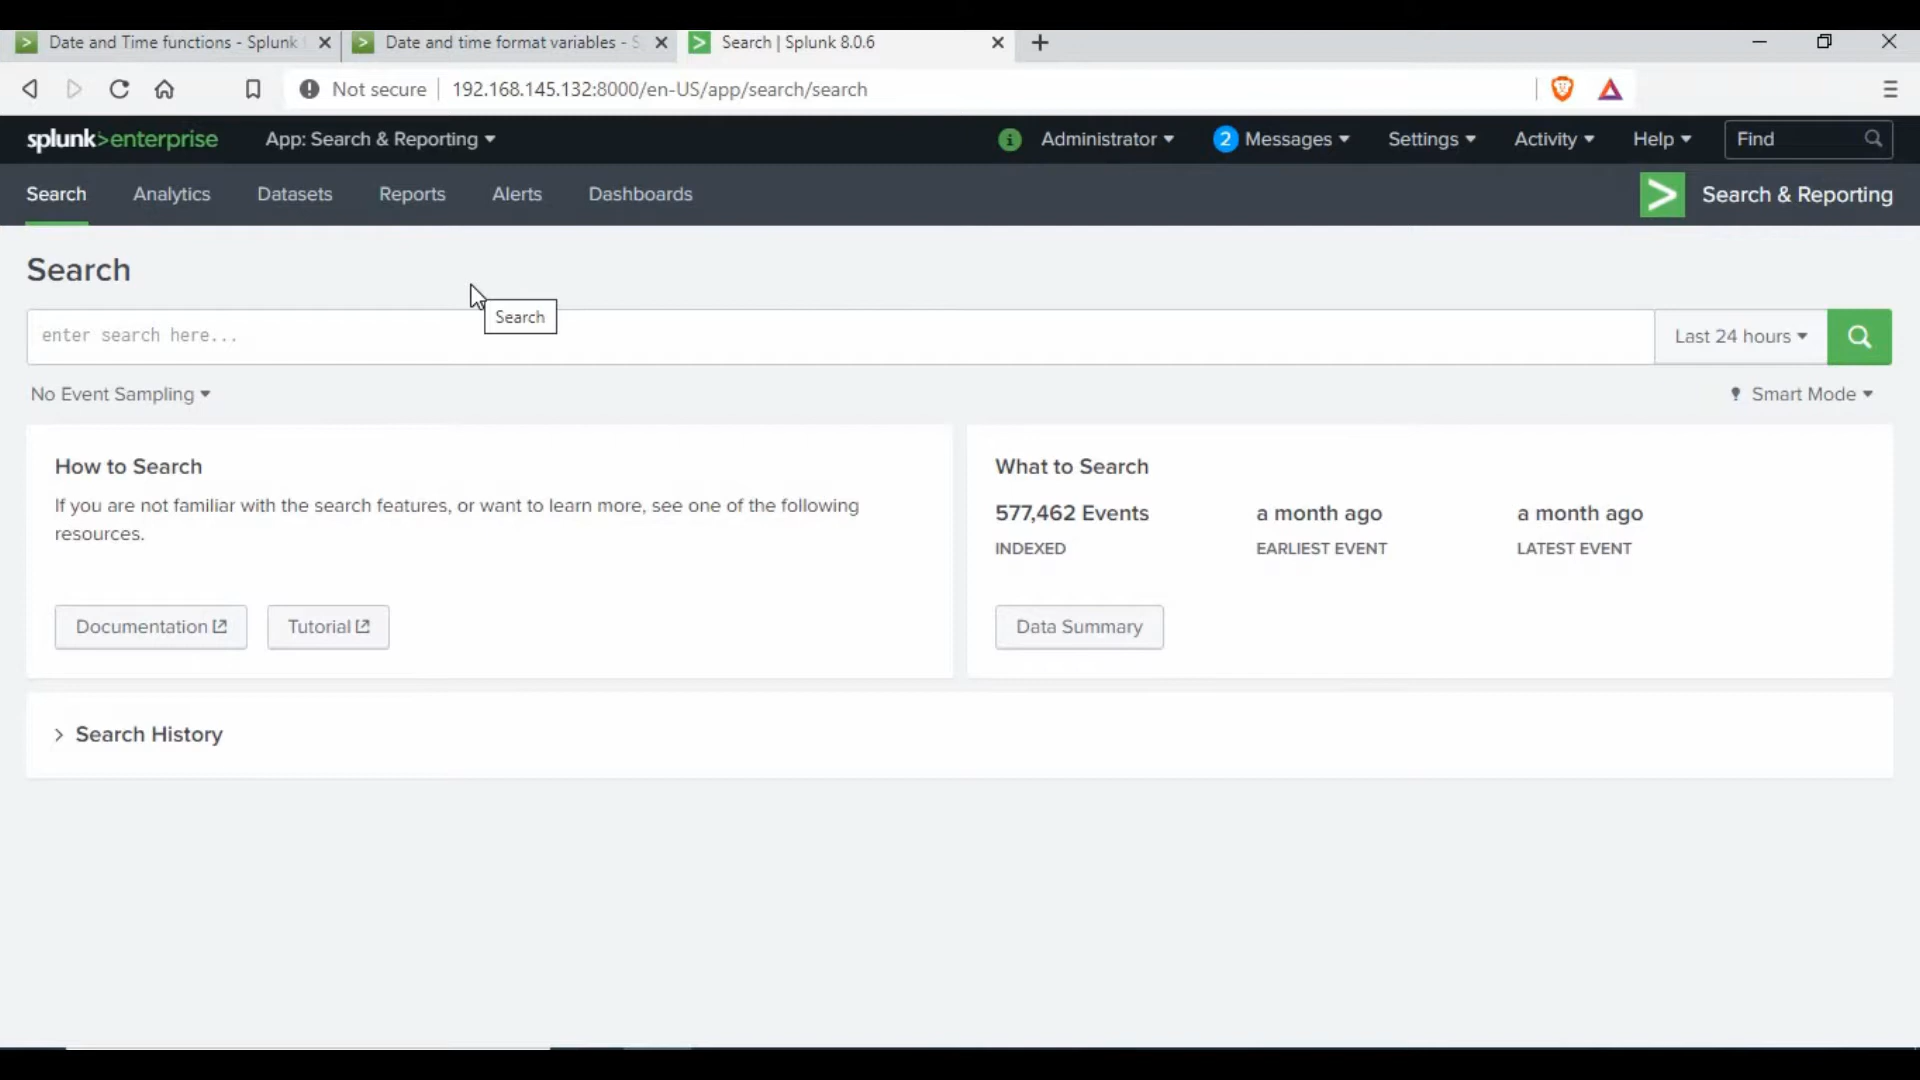 Date and Time functions - Splunk
Date and time format variables - S
Search | Splunk 8.0.6
Not secure
192.168.145.132:8000/en-US/app/search/search
splunk>enterprise
App: Search & Reporting
i
Administrator
2
Messages
Settings
Activity
Help
Find
Search
Analytics
Datasets
Reports
Alerts
Dashboards
Search & Reporting
Search
Search
enter search here...
Last 24 hours
No Event Sampling
Smart Mode
How to Search
If you are not familiar with the search features, or want to learn more, see one of the following
resources.
Documentation
Tutorial
What to Search
577,462 Events
INDEXED
a month ago
EARLIEST EVENT
a month ago
LATEST EVENT
Data Summary
Search History